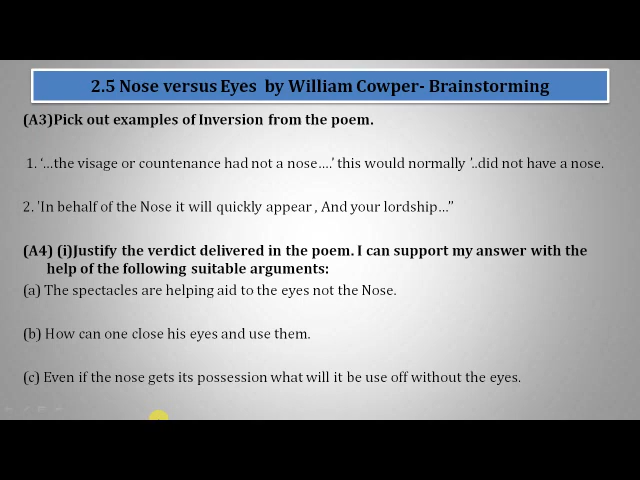 2.5 Nose versus Eyes by William Cowper- Brainstorming
(A3)Pick out examples of Inversion from the poem.
1. '...the visage or countenance had not a nose....' this would normally '..did not have a nose.
2. 'In behalf of the Nose it will quickly appear , And your lordship..."
(A4) (i)Justify the verdict delivered in the poem. I can support my answer with the
help of the following suitable arguments:
(a) The spectacles are helping aid to the eyes not the Nose.
(b) How can one close his eyes and use them.
(c) Even if the nose gets its possession what will it be use off without the eyes.